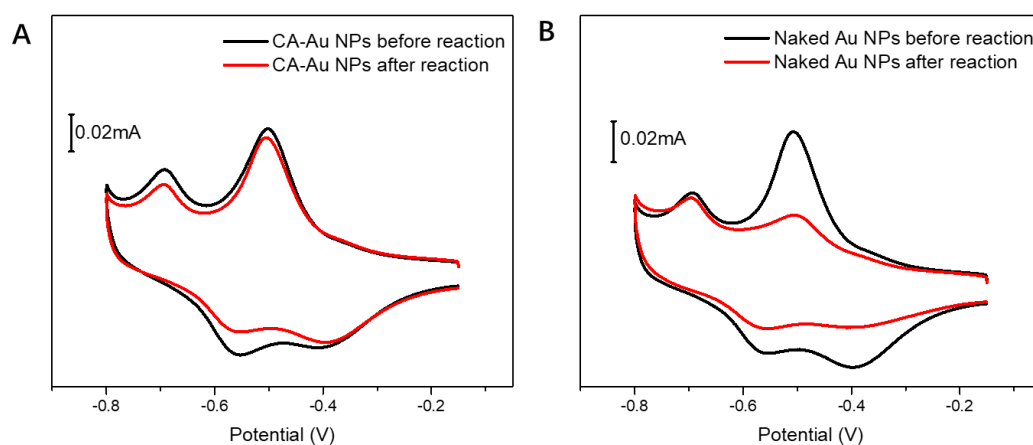 A
CA-Au NPs before reaction
CA-Au NPs after reaction
0.02mA
-0.8
-0.6
-0.4
-0.2
Potential (V)
B
Naked Au NPs before reaction
Naked Au NPs after reaction
0.02mA
-0.8
-0.6
-0.4
-0.2
Potential (V)